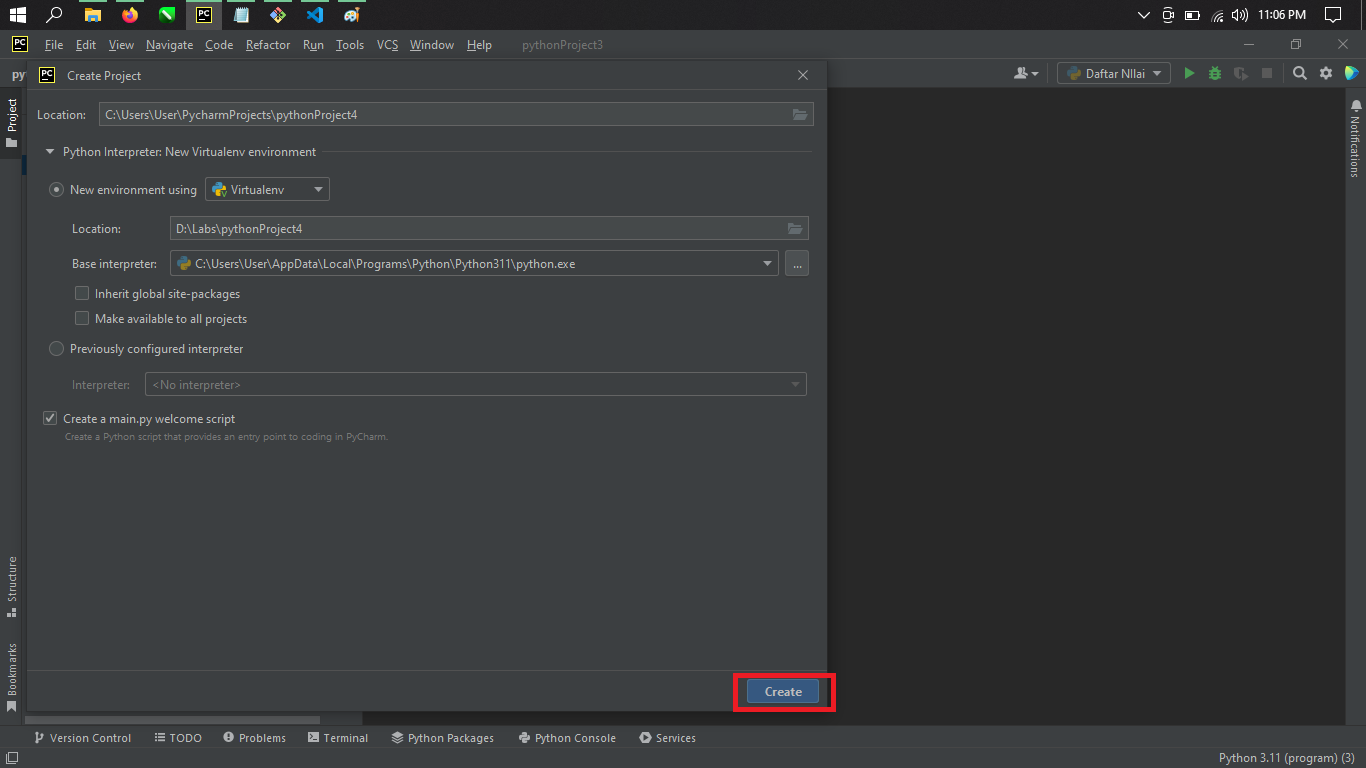 PC
11:06 PM
PC File Edit View Navigate Code Refactor Run Tools VCS Window Help pythonProject3
py
PC Create Project
Daftar NIlai
Project
Notifications
Location: C:\Users\User\PycharmProjects\pythonProject4
Python Interpreter: New Virtualenv environment
New environment using Virtualenv
Location: D:\Labs\pythonProject4
Base interpreter: C:\Users\User\AppData\Local\Programs\Python\Python311\python.exe ...
Inherit global site-packages
Make available to all projects
Previously configured interpreter
Interpreter: <No interpreter>
Create a main.py welcome script
Create a Python script that provides an entry point to coding in PyCharm.
Structure
Bookmarks
Create
Version Control TODO Problems Terminal Python Packages Python Console Services
Python 3.11 (program) (3)